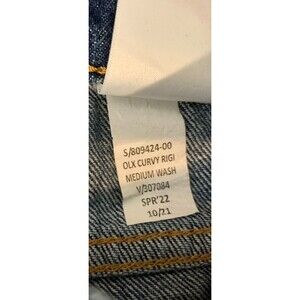 S/809424-00
OLX CURVY RIGI
MEDIUM WASH
V/307084
SPR'22
10/21